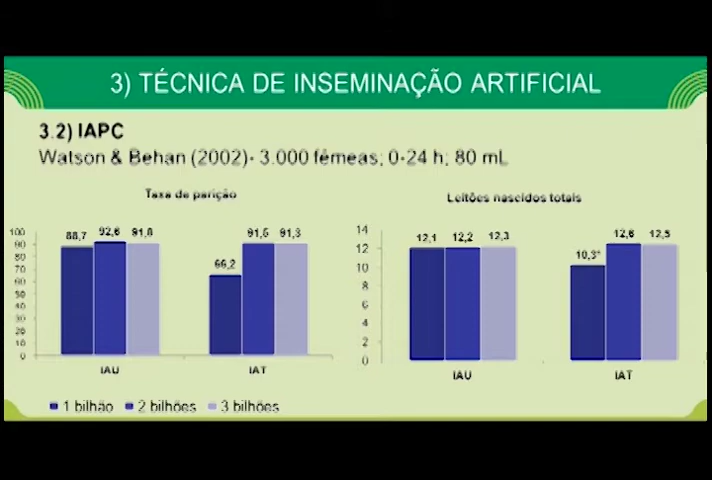 3) TÉCNICA DE INSEMINAÇÃO ARTIFICIAL
3.2) IAPC
Watson & Behan (2002)- 3.000 fêmeas; 0-24 h; 80 mL
Taxa de parição
100
90
80
70
60
50
40
30
20
10
0
88,7
92,6
91,8
66,2
91,5
91,3
IAU
IAT
1 bilhão
2 bilhões
3 bilhões
Leitões nascidos totais
14
12
10
8
6
4
2
0
12,1
12,2
12,3
10,3*
12,6
12,5
IAU
IAT